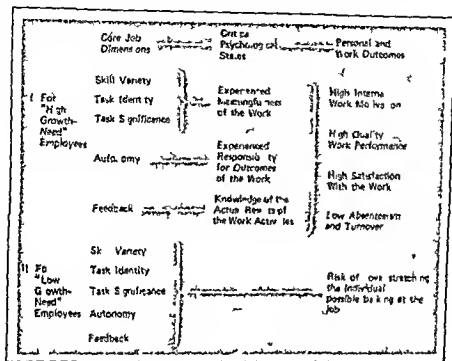 Core Job Dimensions
Critical Psychological States
Personal and Work Outcomes
I For "High Growth-Need" Employees
Skill Variety
Task Identity
Task Significance
Experienced Meaningfulness of the Work
Autonomy
Experienced Responsibility for Outcomes of the Work
Feedback
Knowledge of the Actual Results of the Work Activities
High Internal Work Motivation
High Quality Work Performance
High Satisfaction With the Work
Low Absenteeism and Turnover
II For "Low Growth-Need" Employees
Skill Variety
Task Identity
Task Significance
Autonomy
Feedback
Risk of overstretching the individual
possible balking at the Job